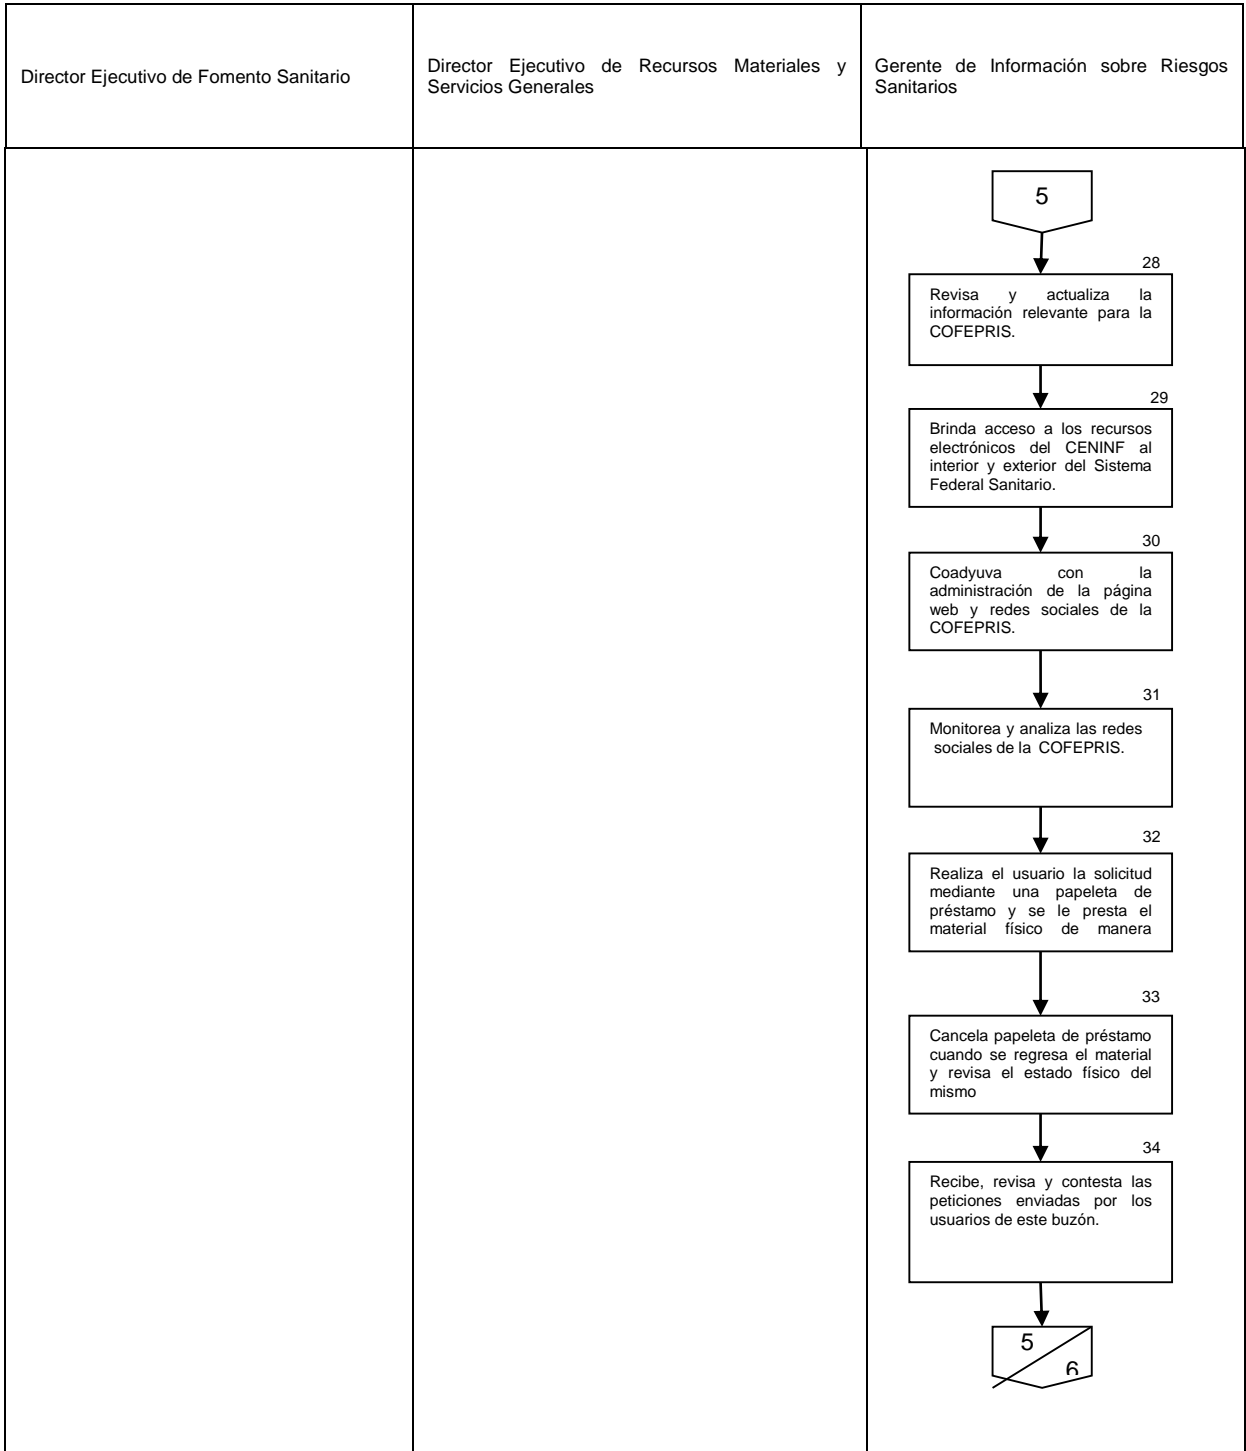 Director Ejecutivo de Fomento Sanitario
Director Ejecutivo de Recursos Materiales y
Servicios Generales
Gerente de Información sobre Riesgos
Sanitarios
5
28
Revisa y actualiza la
información relevante para la
COFEPRIS.
29
Brinda acceso a los recursos
electrónicos del CENINF al
interior y exterior del Sistema
Federal Sanitario.
30
Coadyuva con la
administración de la página
web y redes sociales de la
COFEPRIS.
31
Monitorea y analiza las redes
sociales de la COFEPRIS.
32
Realiza el usuario la solicitud
mediante una papeleta de
préstamo y se le presta el
material físico de manera
33
Cancela papeleta de préstamo
cuando se regresa el material
y revisa el estado físico del
mismo
34
Recibe, revisa y contesta las
peticiones enviadas por los
usuarios de este buzón.
5
6